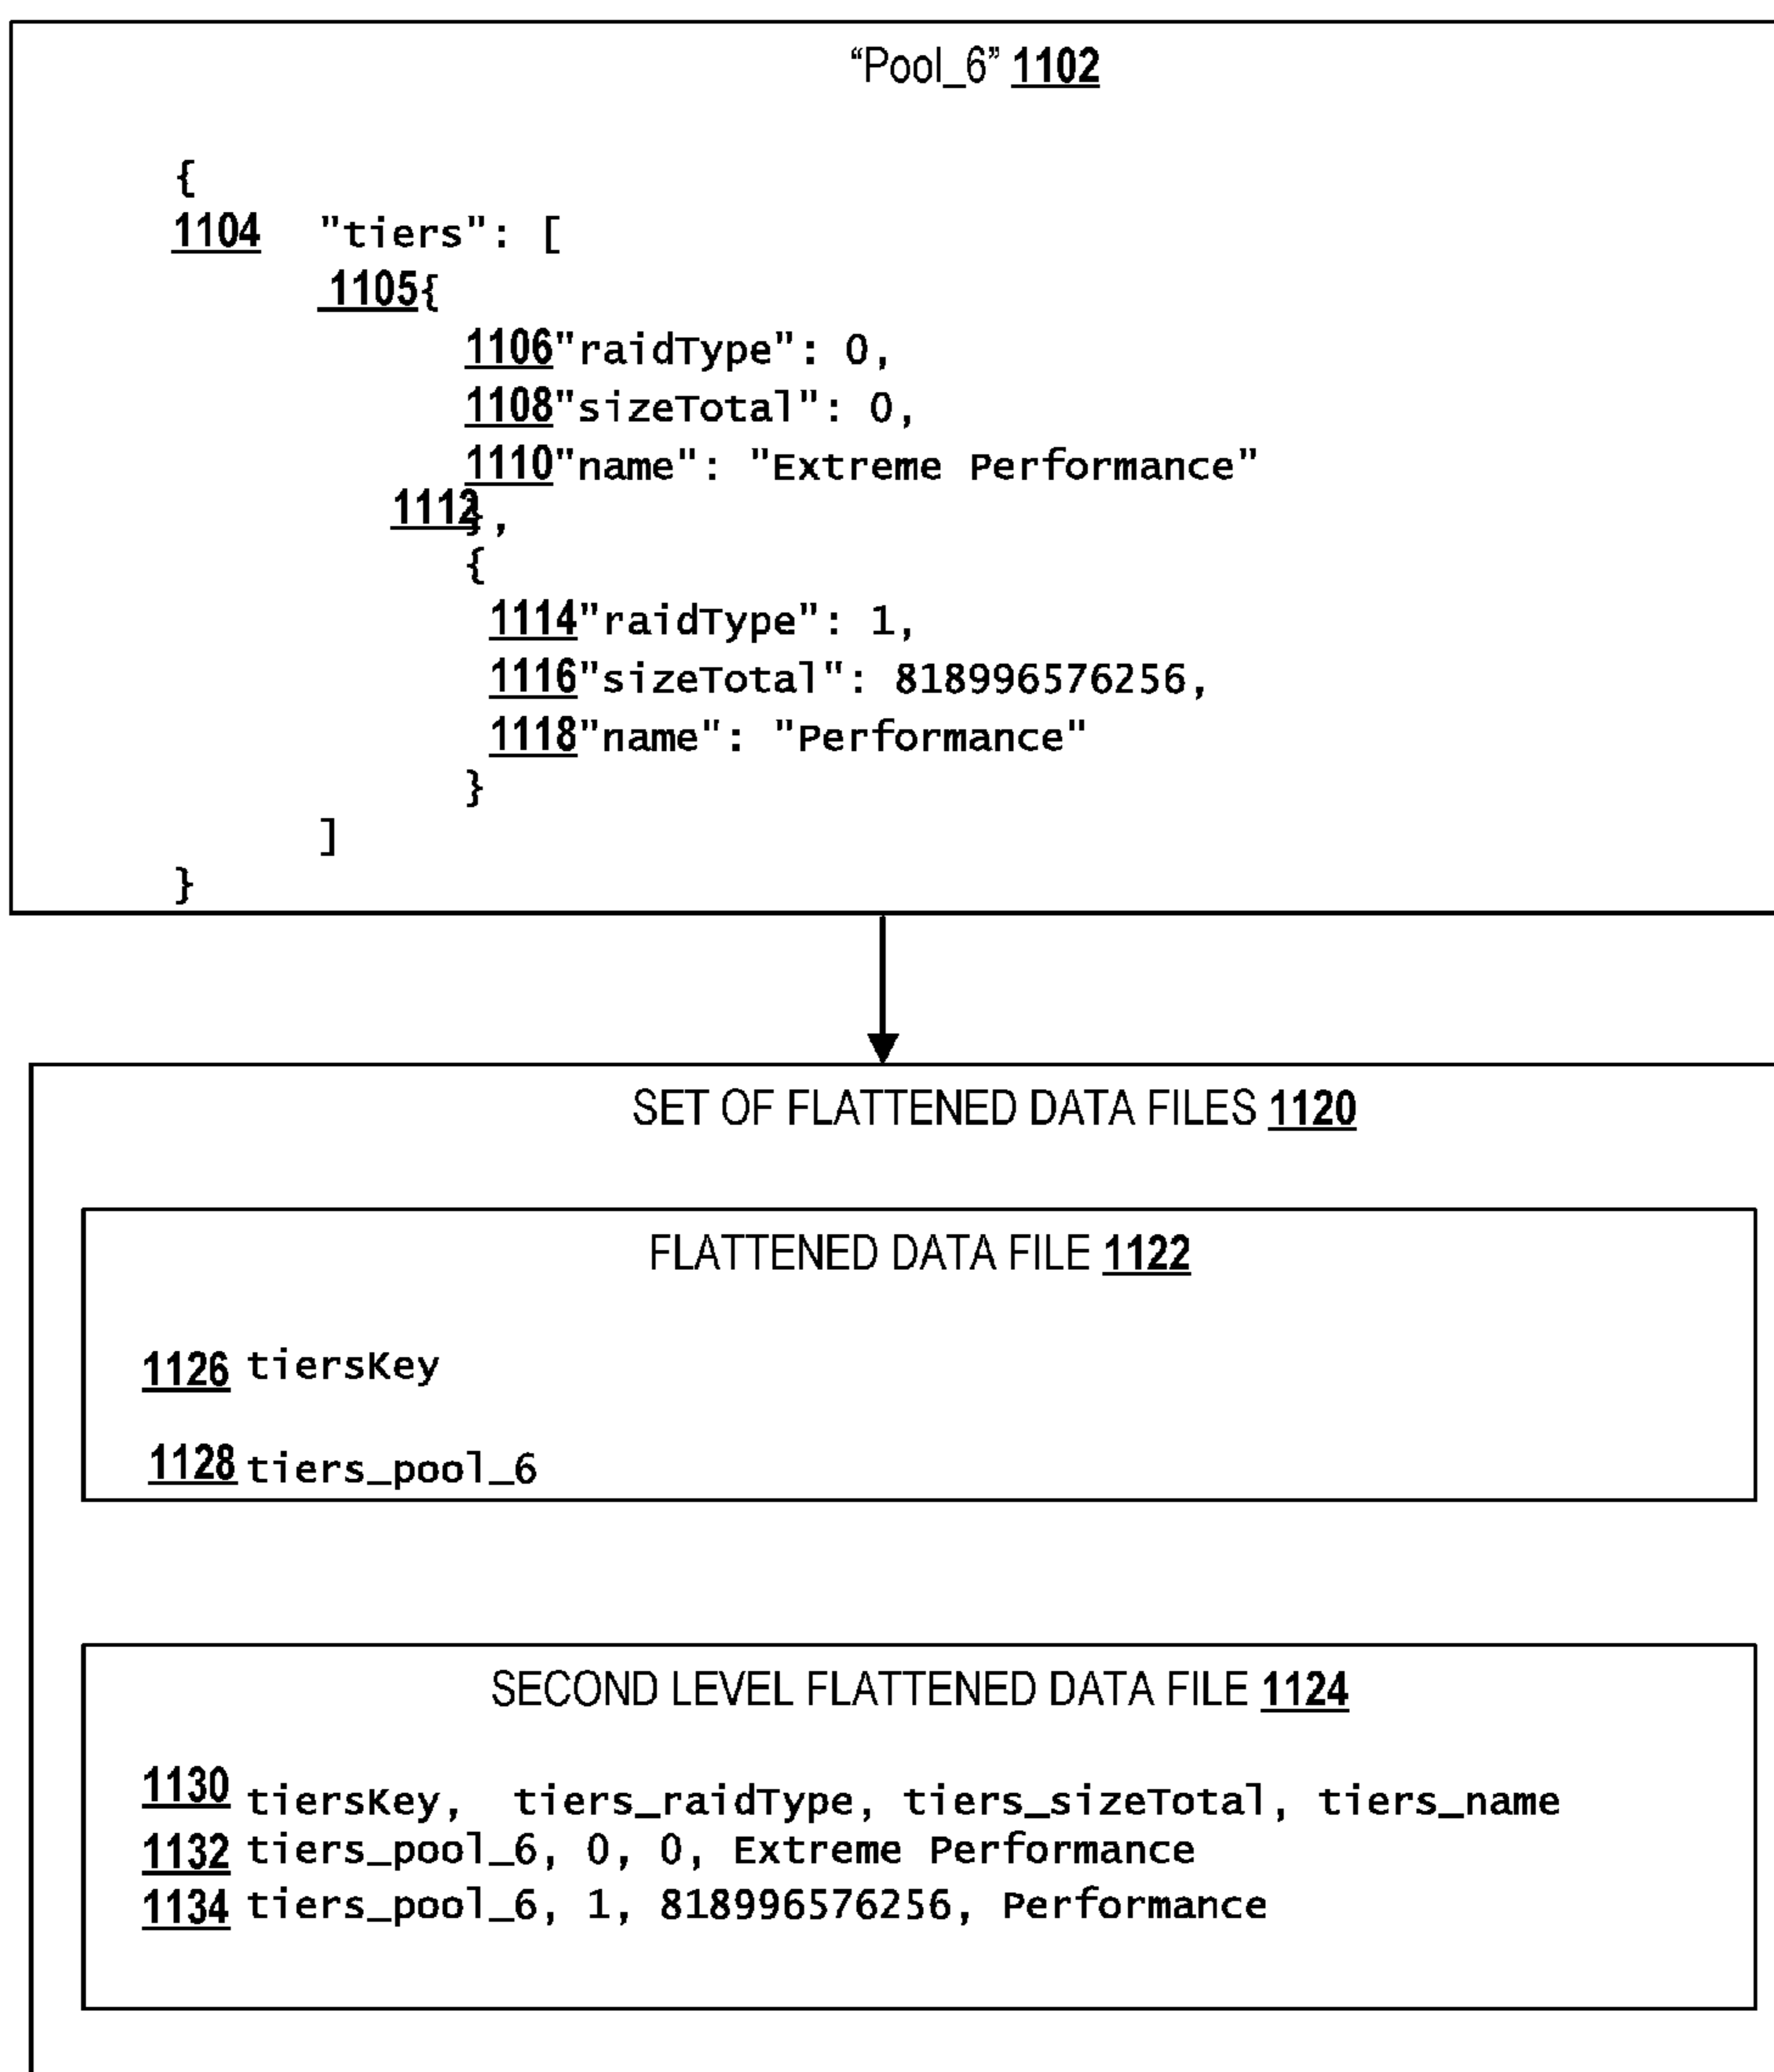 “Pool_6” 1102
{
1104 "tiers": [
1105{
1106"raidType": 0,
1108"sizeTotal": 0,
1110"name": "Extreme Performance"
1112},
{
1114"raidType": 1,
1116"sizeTotal": 818996576256,
1118"name": "Performance"
}
]
}
SET OF FLATTENED DATA FILES 1120
FLATTENED DATA FILE 1122
1126 tiersKey
1128 tiers_pool_6
SECOND LEVEL FLATTENED DATA FILE 1124
1130 tiersKey, tiers_raidType, tiers_sizeTotal, tiers_name
1132 tiers_pool_6, 0, 0, Extreme Performance
1134 tiers_pool_6, 1, 818996576256, Performance